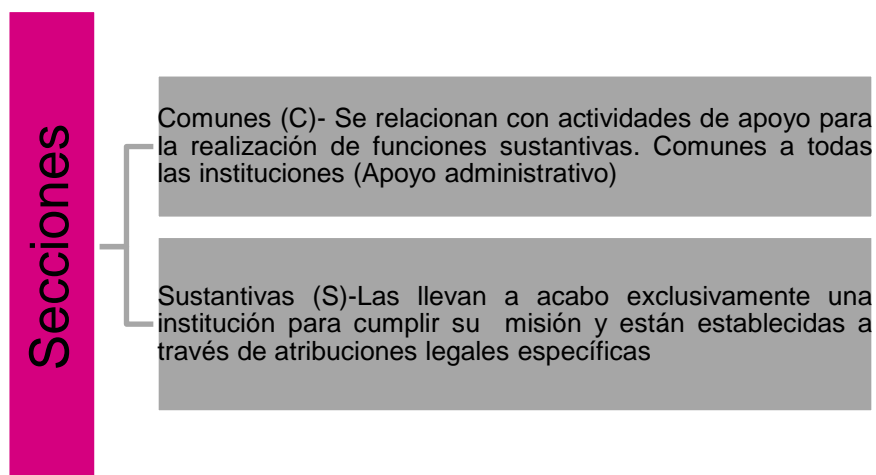 Secciones
Comunes (C)- Se relacionan con actividades de apoyo para
la realización de funciones sustantivas. Comunes a todas
las instituciones (Apoyo administrativo)
Sustantivas (S)-Las llevan a acabo exclusivamente una
institución para cumplir su misión y están establecidas a
través de atribuciones legales específicas